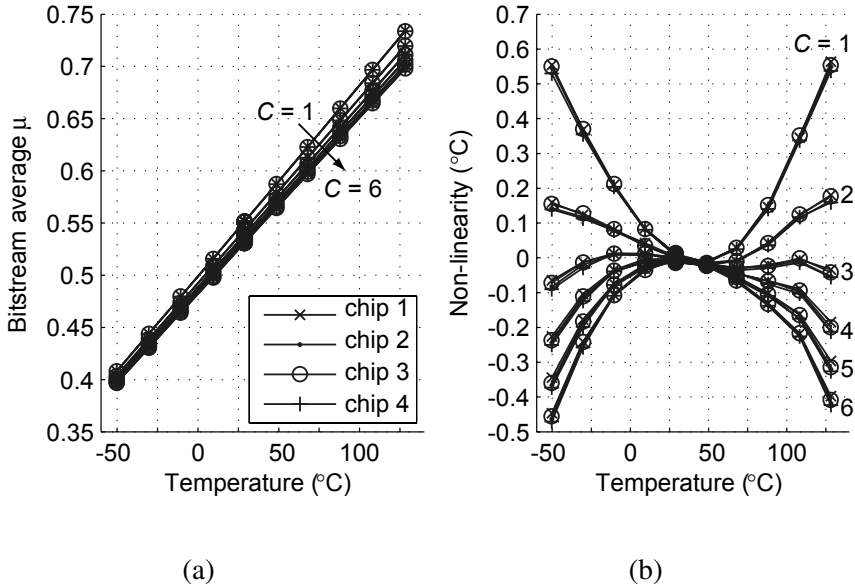 0.75
0.7
0.65
0.6
0.55
0.5
0.45
0.4
0.35
Bitstream average μ
C = 1
C = 6
chip 1
chip 2
chip 3
chip 4
-50 0 50 100
Temperature (°C)
(a)
0.7
0.6
0.5
0.4
0.3
0.2
0.1
0
-0.1
-0.2
-0.3
-0.4
-0.5
Non-linearity (°C)
C = 1
2
3
4
5
6
-50 0 50 100
Temperature (°C)
(b)